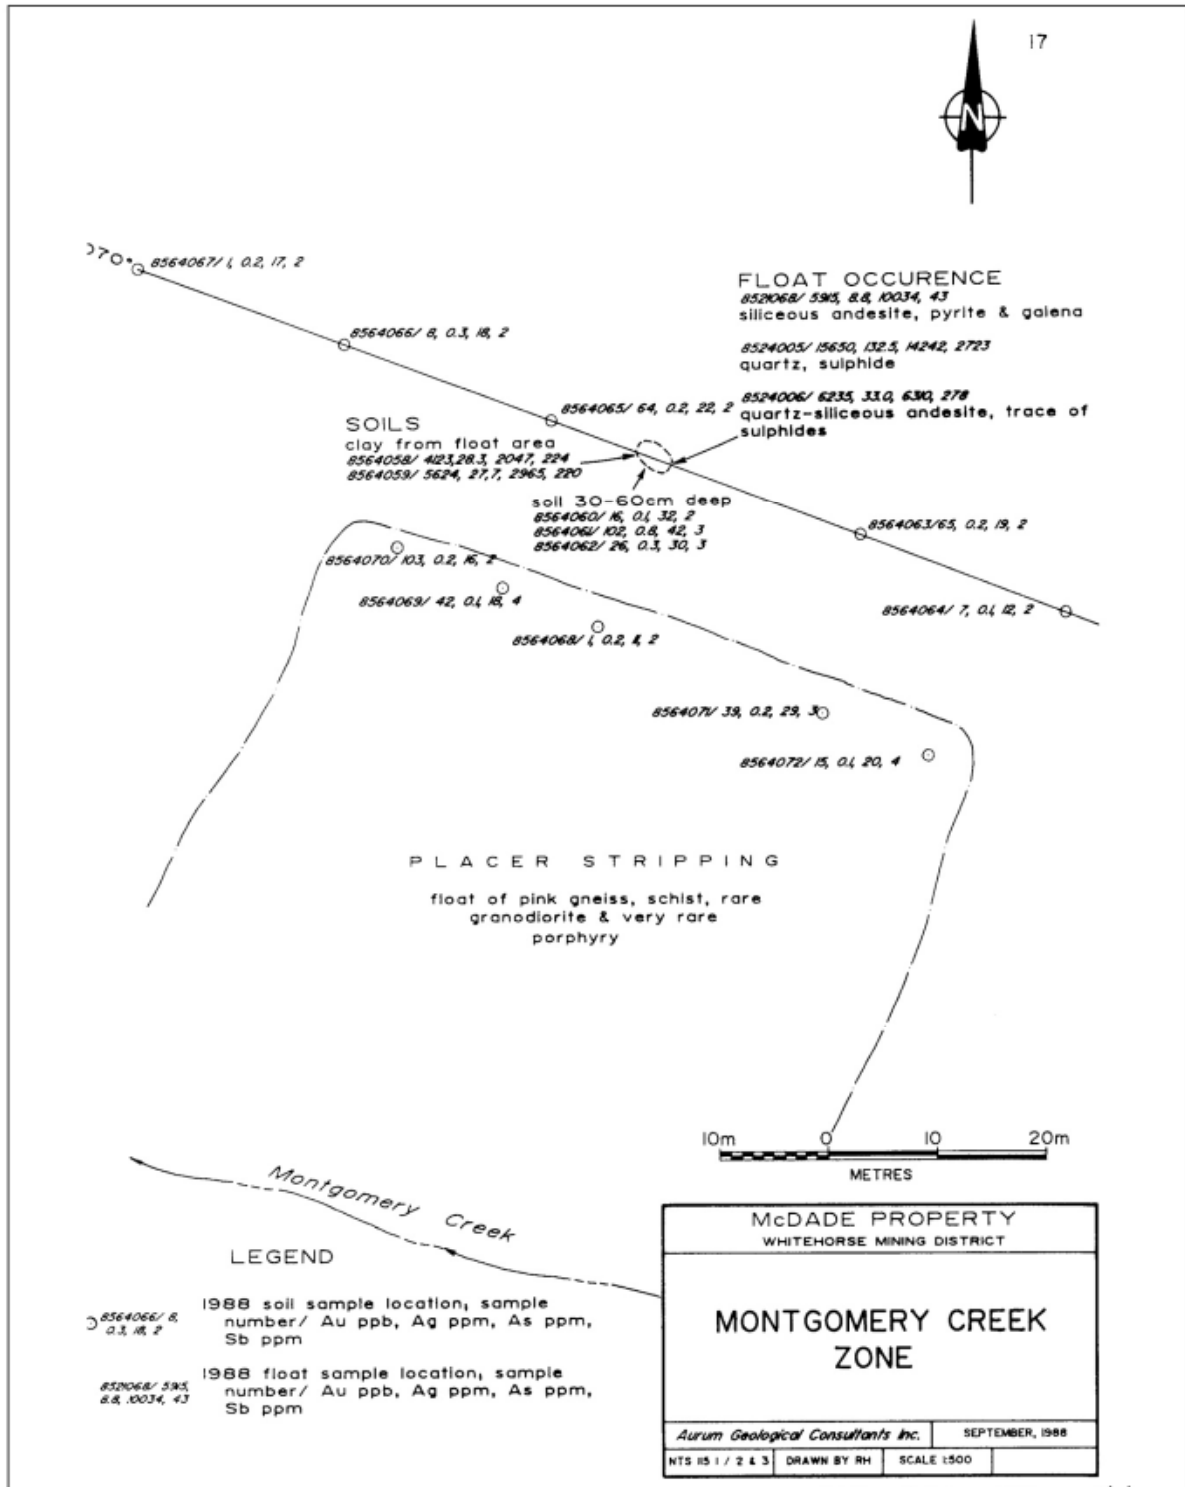 17
8564067/ 1, 0.2, 17, 2
FLOAT OCCURENCE
8521068/ 5915, 8.8, 10034, 43
siliceous andesite, pyrite & galena
8564066/ 8, 0.3, 18, 2
8524005/ 15650, 132.5, 14242, 2723
quartz, sulphide
8524006/ 6235, 33.0, 6310, 278
quartz-siliceous andesite, trace of
sulphides
8564065/ 64, 0.2, 22, 2
SOILS
clay from float area
8564058/ 4123,28.3, 2047, 224
8564059/ 5624, 27,7, 2965, 220
soil 30-60cm deep
8564060/ 16, 0.1, 32, 2
8564061/ 102, 0.8, 42, 3
8564062/ 26, 0.3, 30, 3
8564063/65, 0.2, 19, 2
8564070/ 103, 0.2, 16, 2
8564069/ 42, 0.1, 18, 4
8564064/ 7, 0.1, 12, 2
8564068/ 1, 0.2, 11, 2
8564071/ 39, 0.2, 29, 3
8564072/ 15, 0.1, 20, 4
PLACER STRIPPING
float of pink gneiss, schist, rare
granodiorite & very rare
porphyry
10m 0 10 20m
METRES
Montgomery Creek
LEGEND
8564066/ 8,
0.3, 18, 2
1988 soil sample location; sample
number/ Au ppb, Ag ppm, As ppm,
Sb ppm
8521068/ 5915,
8.8, 10034, 43
1988 float sample location, sample
number/ Au ppb, Ag ppm, As ppm,
Sb ppm
McDADE PROPERTY
WHITEHORSE MINING DISTRICT
MONTGOMERY CREEK
ZONE
Aurum Geological Consultants Inc.
SEPTEMBER, 1988
NTS 115 I / 2 & 3
DRAWN BY RH
SCALE 1:500
N